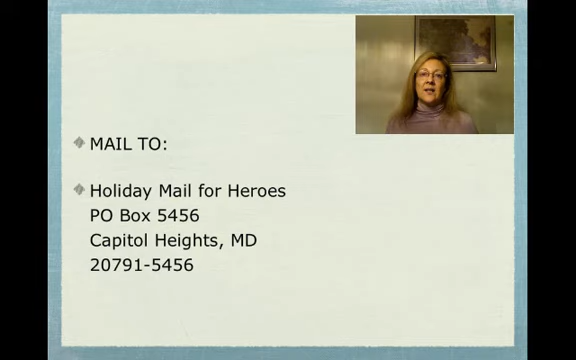 MAIL TO:
Holiday Mail for Heroes
PO Box 5456
Capitol Heights, MD
20791-5456